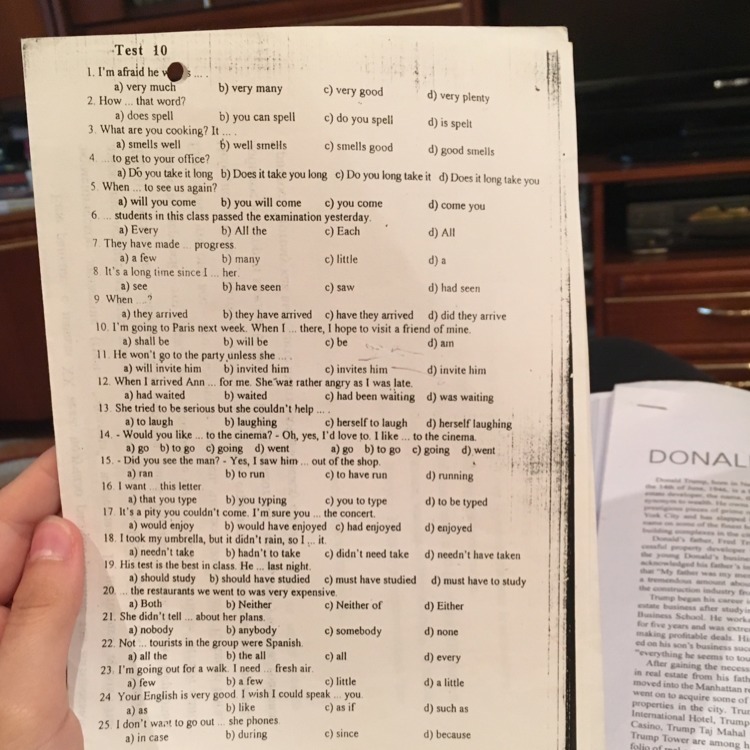 Test 10
1. I'm afraid he ... .
a) very much b) very many c) very good d) very plenty
2. How ... that word?
a) does spell b) you can spell c) do you spell d) is spelt
3. What are you cooking? It ... .
a) smells well b) well smells c) smells good d) good smells
4. ... to get to your office?
a) Do you take it long b) Does it take you long c) Do you long take it d) Does it long take you
5. When ... to see us again?
a) will you come b) you will come c) you come d) come you
6. ... students in this class passed the examination yesterday.
a) Every b) All the c) Each d) All
7. They have made ... progress.
a) a few b) many c) little d) a
8. It's a long time since I ... her.
a) see b) have seen c) saw d) had seen
9 When ...?
a) they arrived b) they have arrived c) have they arrived d) did they arrive
10. I'm going to Paris next week. When I ... there, I hope to visit a friend of mine.
a) shall be b) will be c) be d) am
11. He won't go to the party unless she ... .
a) will invite him b) invited him c) invites him d) invite him
12. When I arrived Ann ... for me. She was rather angry as I was late.
a) had waited b) waited c) had been waiting d) was waiting
13. She tried to be serious but she couldn't help ... .
a) to laugh b) laughing c) herself to laugh d) herself laughing
14. - Would you like ... to the cinema? - Oh, yes, I'd love to. I like ... to the cinema.
a) go b) to go c) going d) went a) go b) to go c) going d) went
15. - Did you see the man? - Yes, I saw him ... out of the shop.
a) ran b) to run c) to have run d) running
16. I want ... this letter.
a) that you type b) you typing c) you to type d) to be typed
17. It's a pity you couldn't come. I'm sure you ... the concert.
a) would enjoy b) would have enjoyed c) had enjoyed d) enjoyed
18. I took my umbrella, but it didn't rain, so I ... it.
a) needn't take b) hadn't to take c) didn't need take d) needn't have taken
19. His test is the best in class. He ... last night.
a) should study b) should have studied c) must have studied d) must have to study
20. ... the restaurants we went to was very expensive.
a) Both b) Neither c) Neither of d) Either
21. She didn't tell ... about her plans.
a) nobody b) anybody c) somebody d) none
22. Not ... tourists in the group were Spanish.
a) all the b) the all c) all d) every
23. I'm going out for a walk. I need ... fresh air.
a) few b) a few c) little d) a little
24 Your English is very good. I wish I could speak ... you.
a) as b) like c) as if d) such as
25. I don't want to go out ... she phones.
a) in case b) during c) since d) because
DONAL